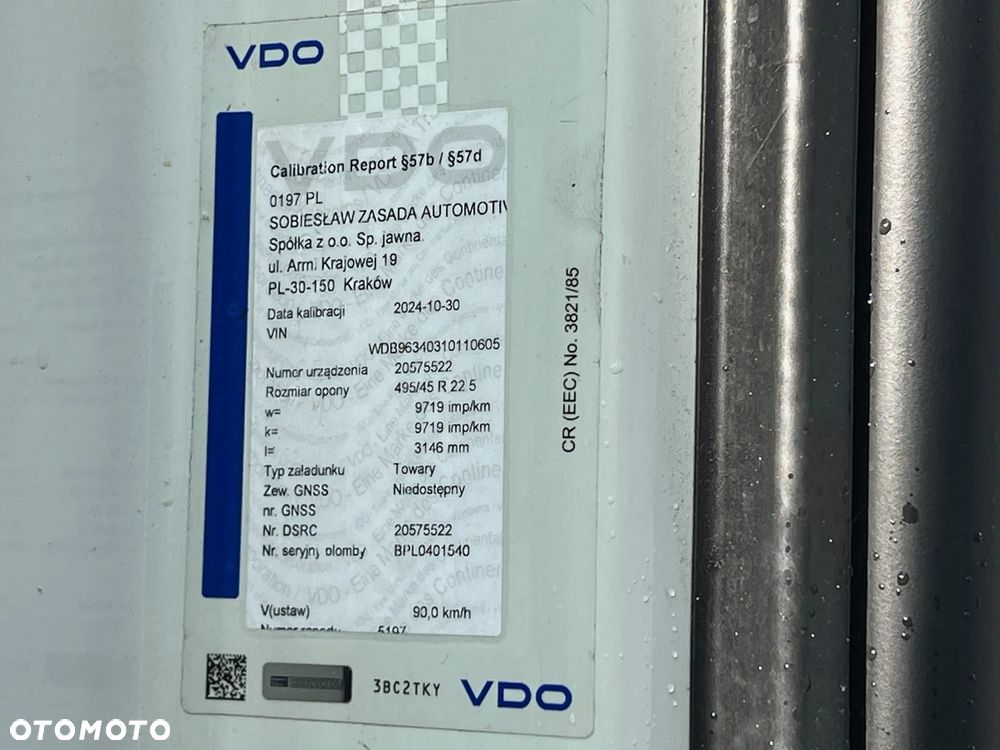 VDO
Calibration Report §57b / §57d
0197 PL
SOBIESŁAW ZASADA AUTOMOTIV
Spółka z o.o. Sp. jawna.
ul. Arm. Krajowej 19
PL-30-150 Kraków
Data kalibracji 2024-10-30
VIN
WDB96340310110605
Numer urządzenia 20575522
Rozmiar opony 495/45 R 22 5
w= 9719 imp/km
k= 9719 imp/km
l= 3146 mm
Typ załadunku Towary
Zew. GNSS Niedostępny
nr. GNSS
Nr. DSRC 20575522
Nr. seryjny plomby BPL0401540
V(ustaw) 90,0 km/h
5197
CR (EEC) No. 3821/85
3BC2TKY VDO
OTOMOTO